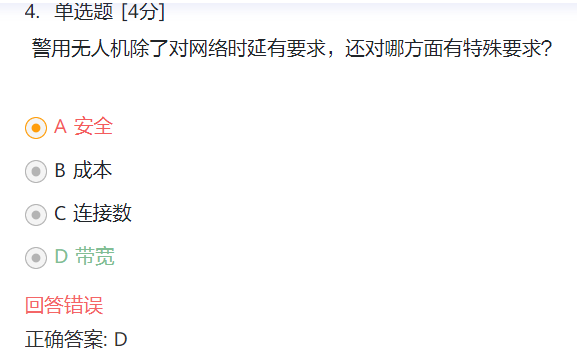 4. 单选题 [4分]
警用无人机除了对网络时延有要求，还对哪方面有特殊要求?
A 安全
B 成本
C 连接数
D 带宽
回答错误
正确答案: D